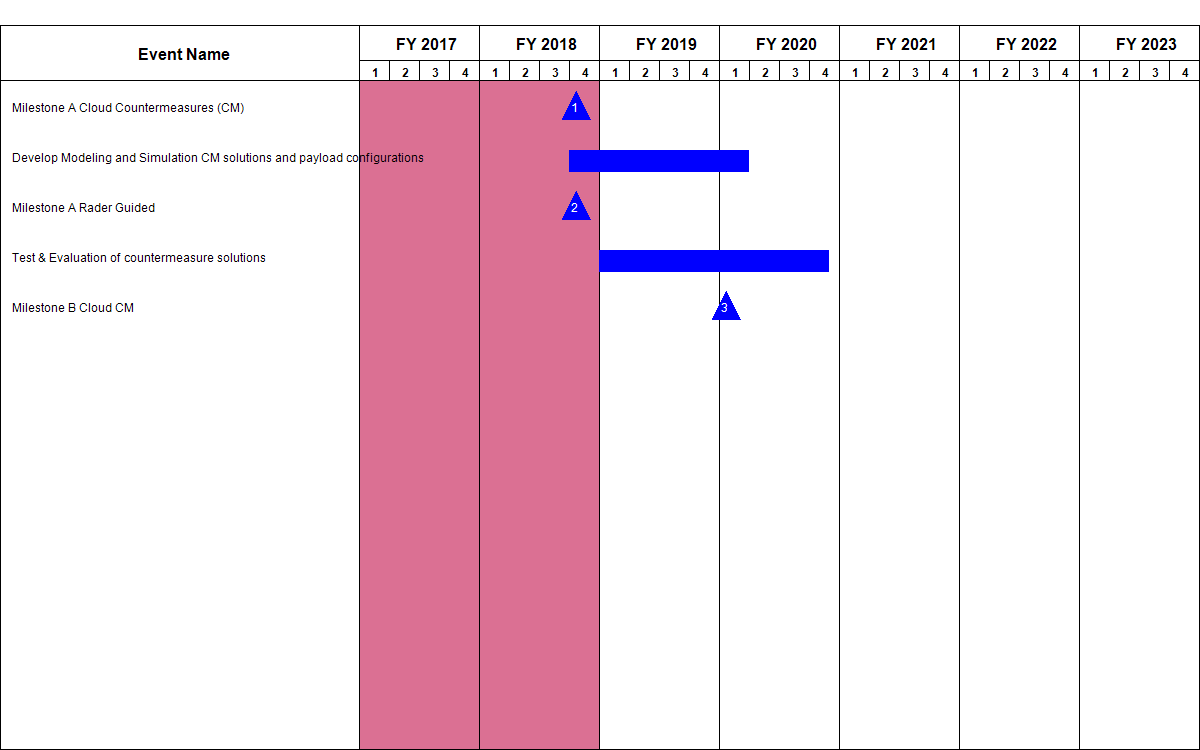 Event Name
FY 2017 FY 2018 FY 2019 FY 2020 FY 2021 FY 2022 FY 2023
1 2 3 4 1 2 3 4 1 2 3 4 1 2 3 4 1 2 3 4 1 2 3 4 1 2 3 4
Milestone A Cloud Countermeasures (CM) 1
Develop Modeling and Simulation CM solutions and payload configurations
Milestone A Rader Guided 2
Test & Evaluation of countermeasure solutions
Milestone B Cloud CM 3